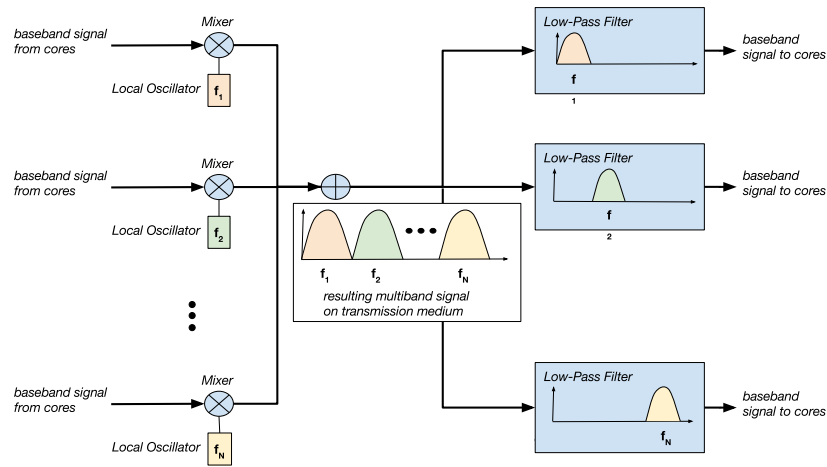 Mixer
baseband signal
from cores
Local Oscillator
f1
Low-Pass Filter
f
1
baseband
signal to cores
Mixer
baseband signal
from cores
Local Oscillator
f2
Low-Pass Filter
f
2
baseband
signal to cores
f1 f2 fN
resulting multiband signal
on transmission medium
Mixer
baseband signal
from cores
Local Oscillator
fN
Low-Pass Filter
fN
baseband
signal to cores